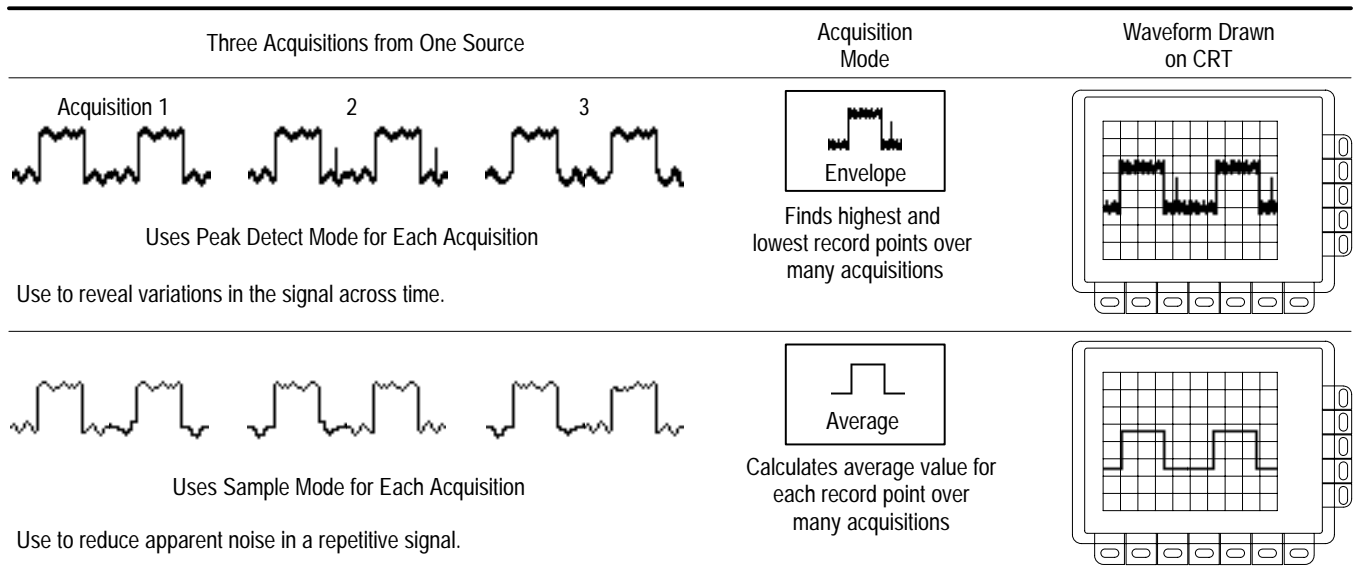 Three Acquisitions from One Source
Acquisition
Mode
Waveform Drawn
on CRT
Acquisition 1
2
3
Uses Peak Detect Mode for Each Acquisition
Use to reveal variations in the signal across time.
Envelope
Finds highest and
lowest record points over
many acquisitions
Uses Sample Mode for Each Acquisition
Use to reduce apparent noise in a repetitive signal.
Average
Calculates average value for
each record point over
many acquisitions